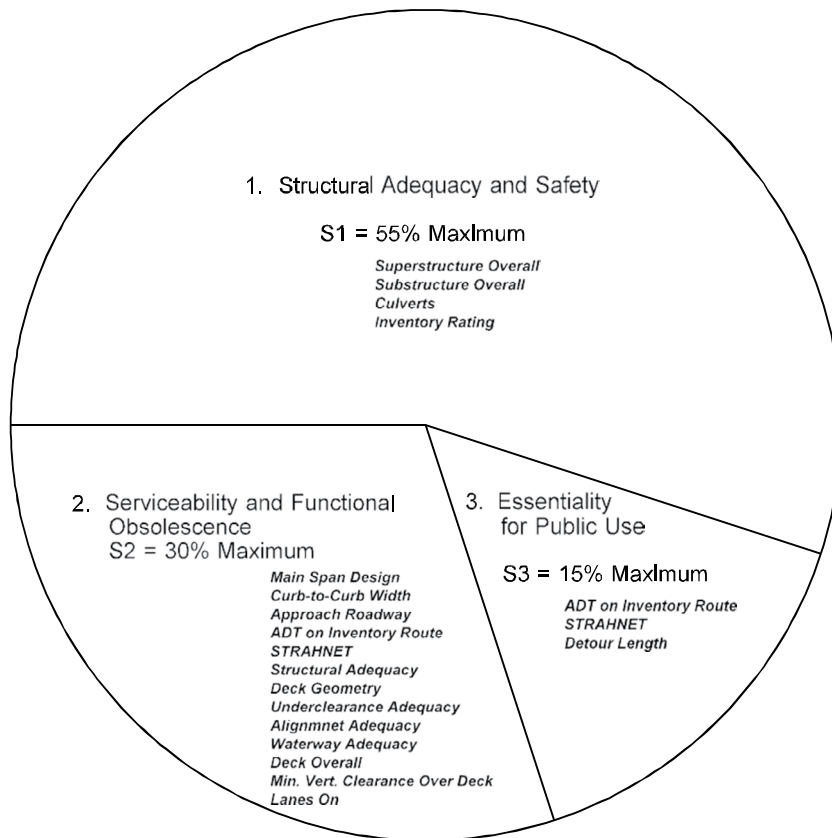 1. Structural Adequacy and Safety
S1 = 55% Maximum
Superstructure Overall
Substructure Overall
Culverts
Inventory Rating
2. Serviceability and Functional
Obsolescence
S2 = 30% Maximum
Main Span Design
Curb-to-Curb Width
Approach Roadway
ADT on Inventory Route
STRAHNET
Structural Adequacy
Deck Geometry
Underclearance Adequacy
Alignmnet Adequacy
Waterway Adequacy
Deck Overall
Min. Vert. Clearance Over Deck
Lanes On
3. Essentiality
for Public Use
S3 = 15% Maximum
ADT on Inventory Route
STRAHNET
Detour Length